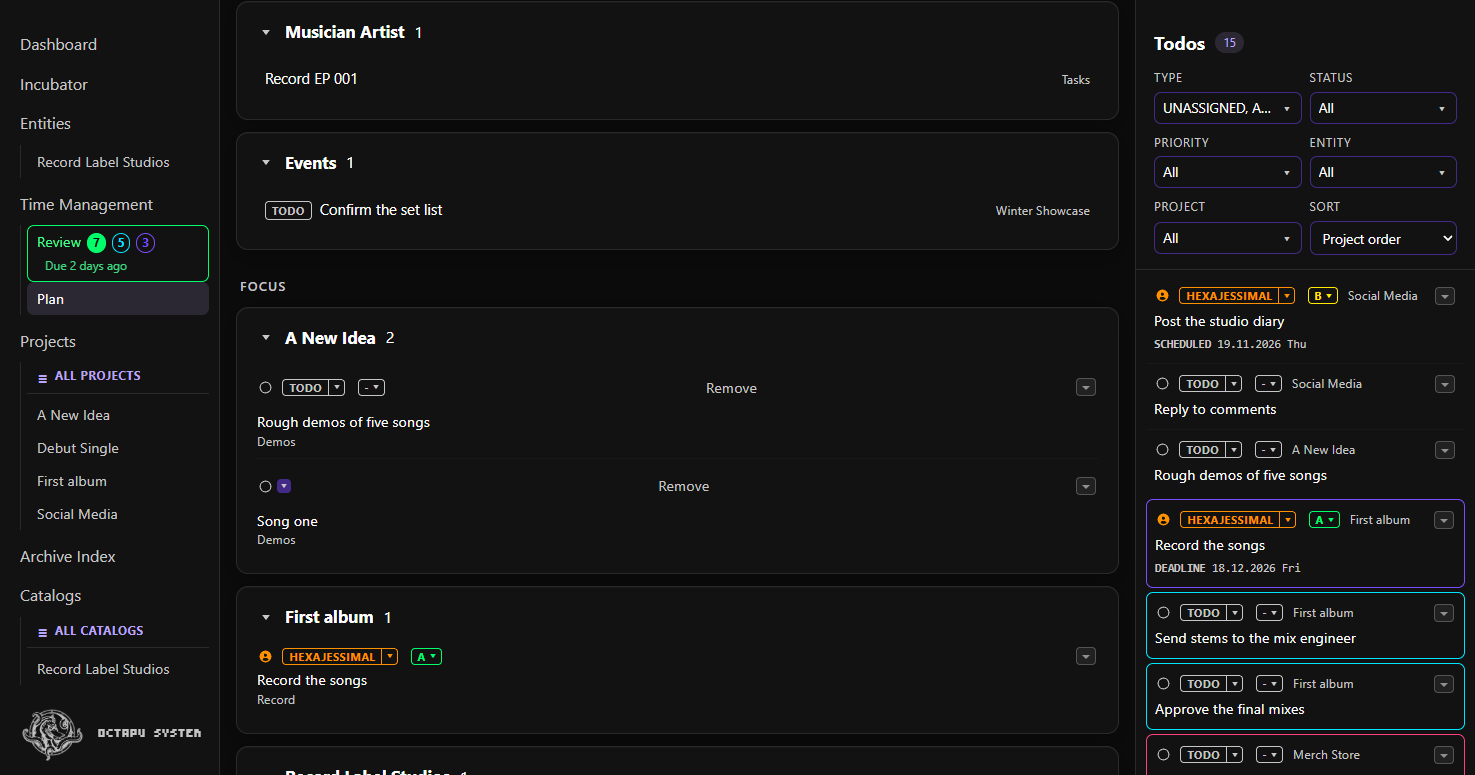 Dashboard
Incubator
Entities
Record Label Studios
Time Management
Review 7 5 3
Due 2 days ago
Plan
Projects
ALL PROJECTS
A New Idea
Debut Single
First album
Social Media
Archive Index
Catalogs
ALL CATALOGS
Record Label Studios
OCTAPU SYSTEM
Musician Artist 1
Record EP 001 Tasks
Events 1
TODO Confirm the set list Winter Showcase
FOCUS
A New Idea 2
TODO - Remove
Rough demos of five songs
Demos
Remove
Song one
Demos
First album 1
HEXAJESSIMAL A
Record the songs
Record
Record Label Studios 1
Todos 15
TYPE STATUS
UNASSIGNED, A... All
PRIORITY ENTITY
All All
PROJECT SORT
All Project order
HEXAJESSIMAL B Social Media
Post the studio diary
SCHEDULED 19.11.2026 Thu
TODO - Social Media
Reply to comments
TODO - A New Idea
Rough demos of five songs
HEXAJESSIMAL A First album
Record the songs
DEADLINE 18.12.2026 Fri
TODO - First album
Send stems to the mix engineer
TODO - First album
Approve the final mixes
TODO - Merch Store